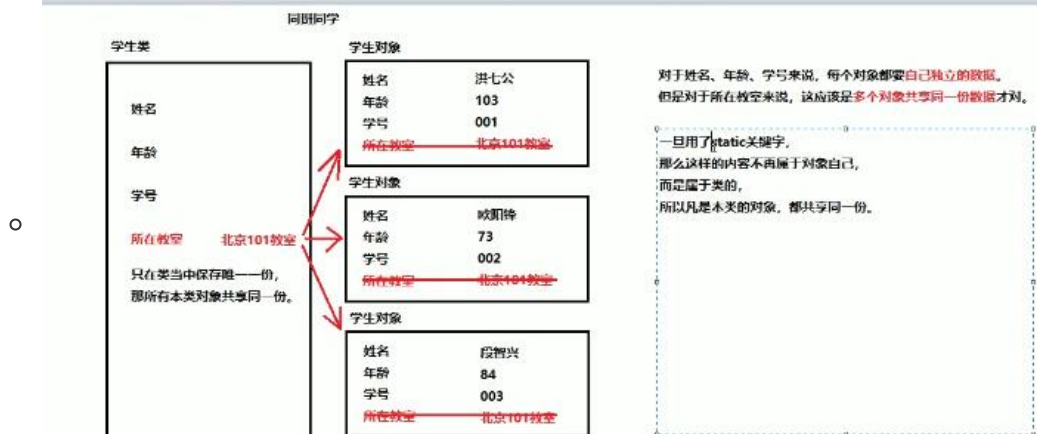 同班同学
学生类
姓名
年龄
学号
所在教室 北京101教室
只在类当中保存唯一一份，
那所有本类对象共享同一份。
学生对象
姓名 洪七公
年龄 103
学号 001
所在教室 北京101教室
学生对象
姓名 欧阳锋
年龄 73
学号 002
所在教室 北京101教室
学生对象
姓名 段智兴
年龄 84
学号 003
所在教室 北京101教室
对于姓名、年龄、学号来说，每个对象都要自己独立的数据。
但是对于所在教室来说，这应该是多个对象共享同一份数据才对。
一旦用了static关键字，
那么这样的内容不再属于对象自己，
而是属于类的，
所以凡是本类的对象，都共享同一份。